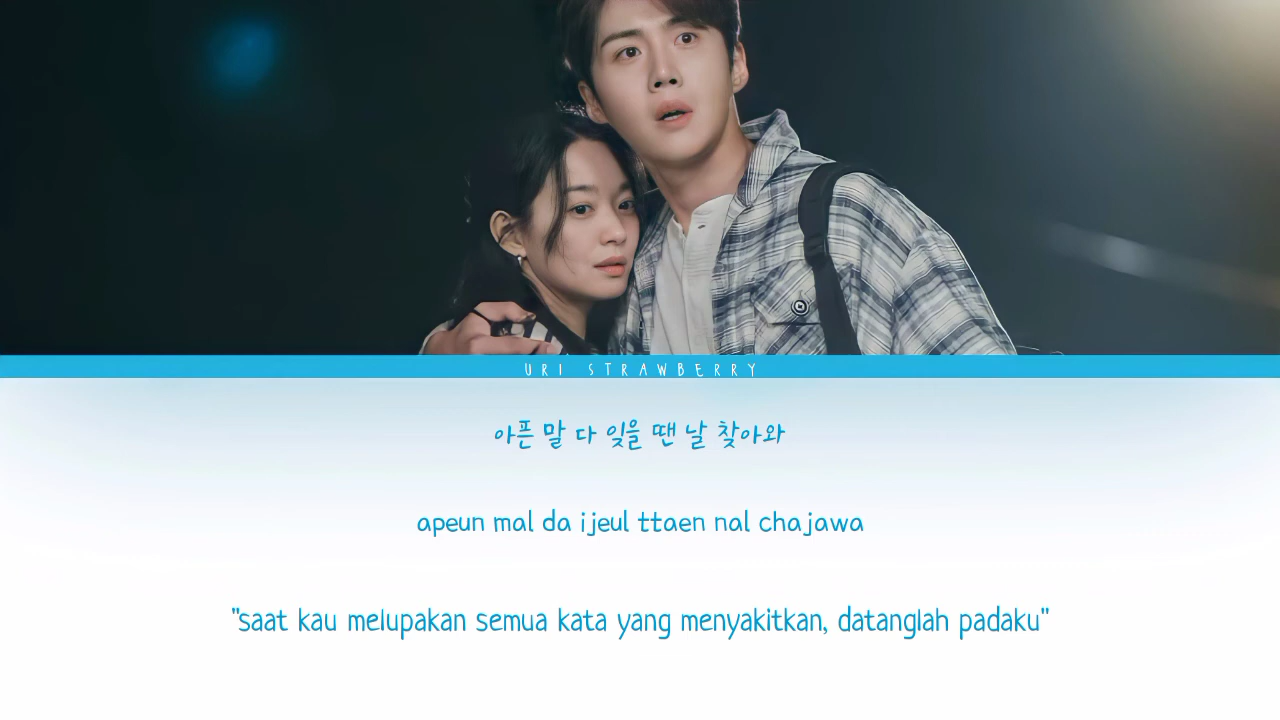 URI STRAWBERRY
아픈 말 다 잊을 땐 날 찾아와
apeun mal da ijeul ttaen nal chajawa
"saat kau melupakan semua kata yang menyakitkan, datanglah padaku"